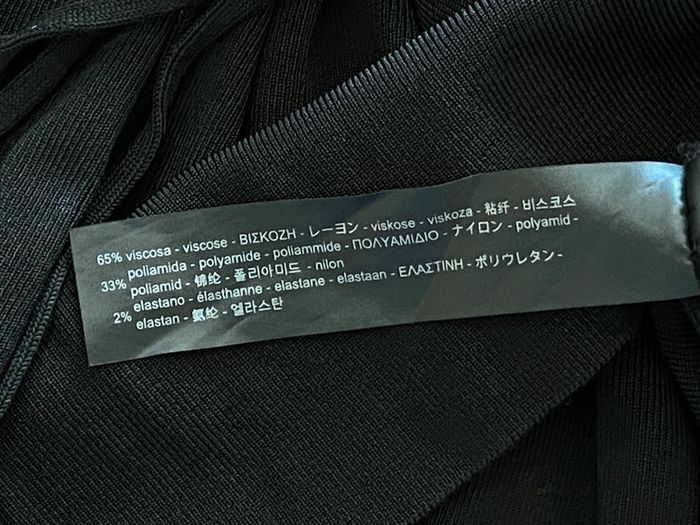 65% viscosa - viscose - ΒΙΣΚΟΖΗ - レーヨン - viskose - viskoza - 粘纤 - 비스코스
poliamida - polyamide - poliammide - ΠΟΛΥΑΜΙΔΙΟ - ナイロン - polyamid -
33% poliamid - 锦纶 - 폴리아미드 - nilon
elastano - élasthanne - elastane - elastaan - ΕΛΑΣΤΙΝΗ - ポリウレタン -
2% elastan - 氨纶 - 엘라스탄